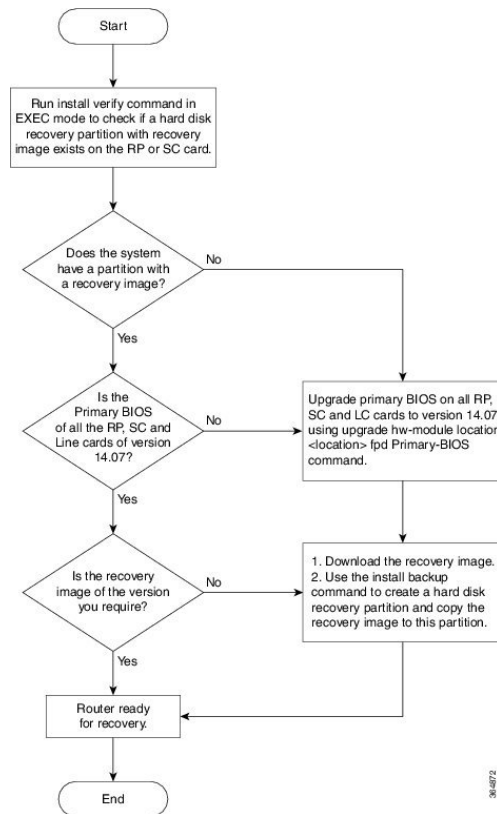 Start
Run install verify command in
EXEC mode to check if a hard disk
recovery partition with recovery
image exists on the RP or SC card.
Does the system
have a partition with
a recovery image?
No
Yes
Is the
Primary BIOS
of all the RP, SC and
Line cards of version
14.07?
No
Yes
Upgrade primary BIOS on all RP,
SC and LC cards to version 14.07
using upgrade hw-module location
<location> fpd Primary-BIOS
command.
Is the recovery
image of the version
you require?
No
Yes
1. Download the recovery image.
2. Use the install backup
command to create a hard disk
recovery partition and copy the
recovery image to this partition.
Router ready
for recovery.
End
364872